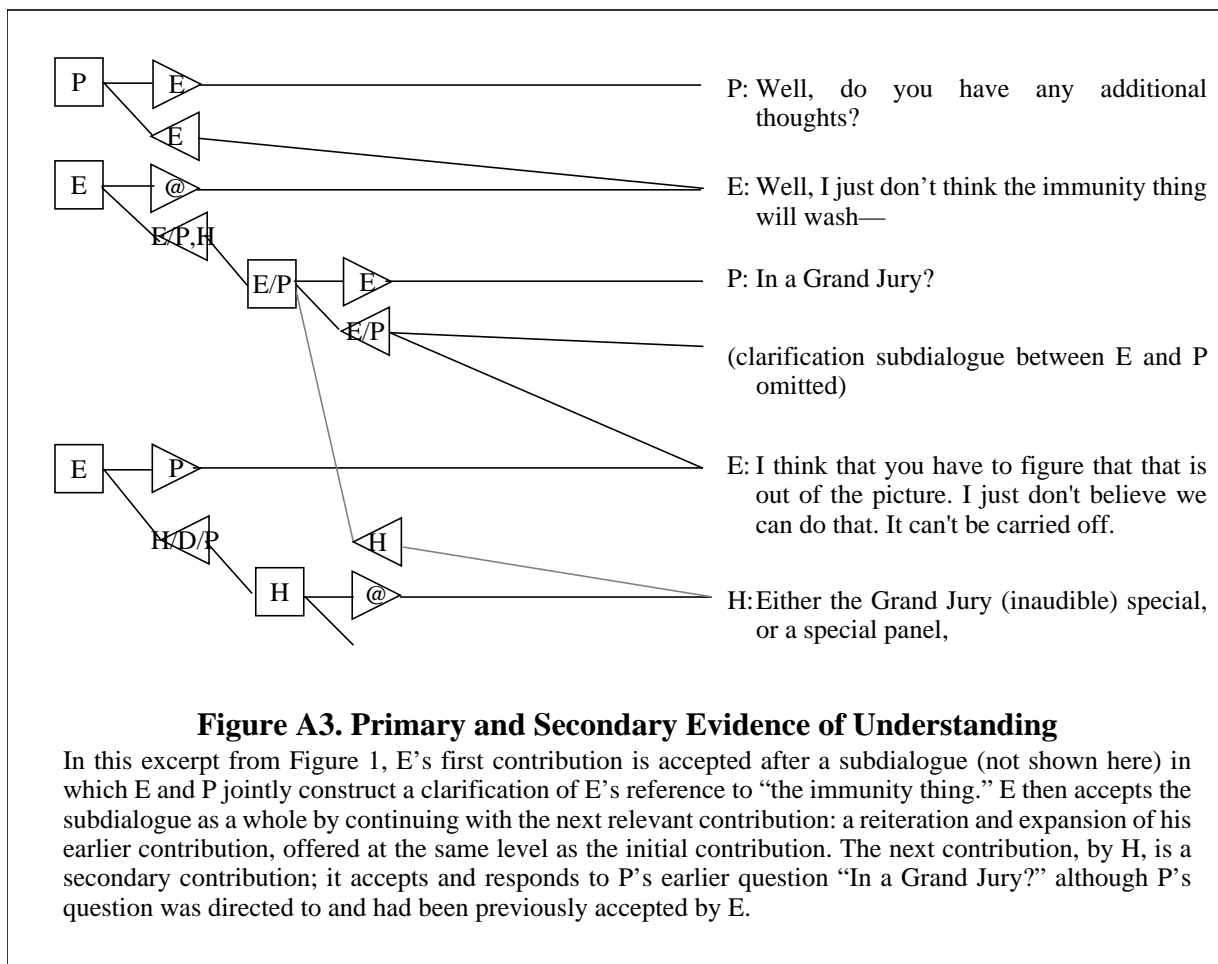 P E
P: Well, do you have any additional
thoughts?
E
E @
E: Well, I just don’t think the immunity thing
will wash—
E/P,H
E/P E
P: In a Grand Jury?
E/P
(clarification subdialogue between E and P
omitted)
E P
E: I think that you have to figure that that is
out of the picture. I just don't believe we
can do that. It can't be carried off.
H/D/P H
H @
H: Either the Grand Jury (inaudible) special,
or a special panel,
Figure A3. Primary and Secondary Evidence of Understanding
In this excerpt from Figure 1, E’s first contribution is accepted after a subdialogue (not shown here) in
which E and P jointly construct a clarification of E’s reference to “the immunity thing.” E then accepts the
subdialogue as a whole by continuing with the next relevant contribution: a reiteration and expansion of his
earlier contribution, offered at the same level as the initial contribution. The next contribution, by H, is a
secondary contribution; it accepts and responds to P’s earlier question “In a Grand Jury?” although P’s
question was directed to and had been previously accepted by E.